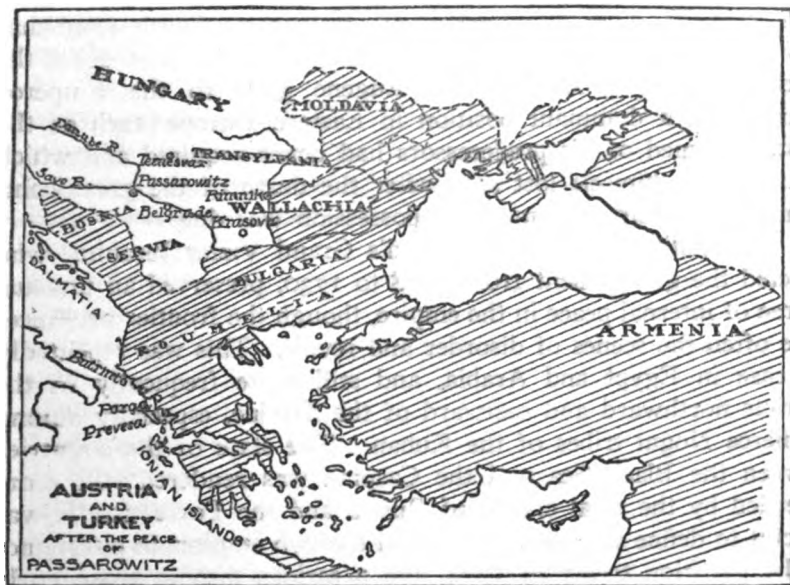 HUNGARY
MOLDAVIA
Danube R.
TRANSYLVANIA
Temesvar
Save R.
Passarowitz
Rimnik
WALLACHIA
BOSNIA
Belgrade
Krasova
SERVIA
DALMATIA
BULGARIA
ROUMELIA
ARMENIA
Butrinto
Parga
Prevesa
IONIAN ISLANDS
AUSTRIA
AND
TURKEY
AFTER THE PEACE
OF
PASSAROWITZ